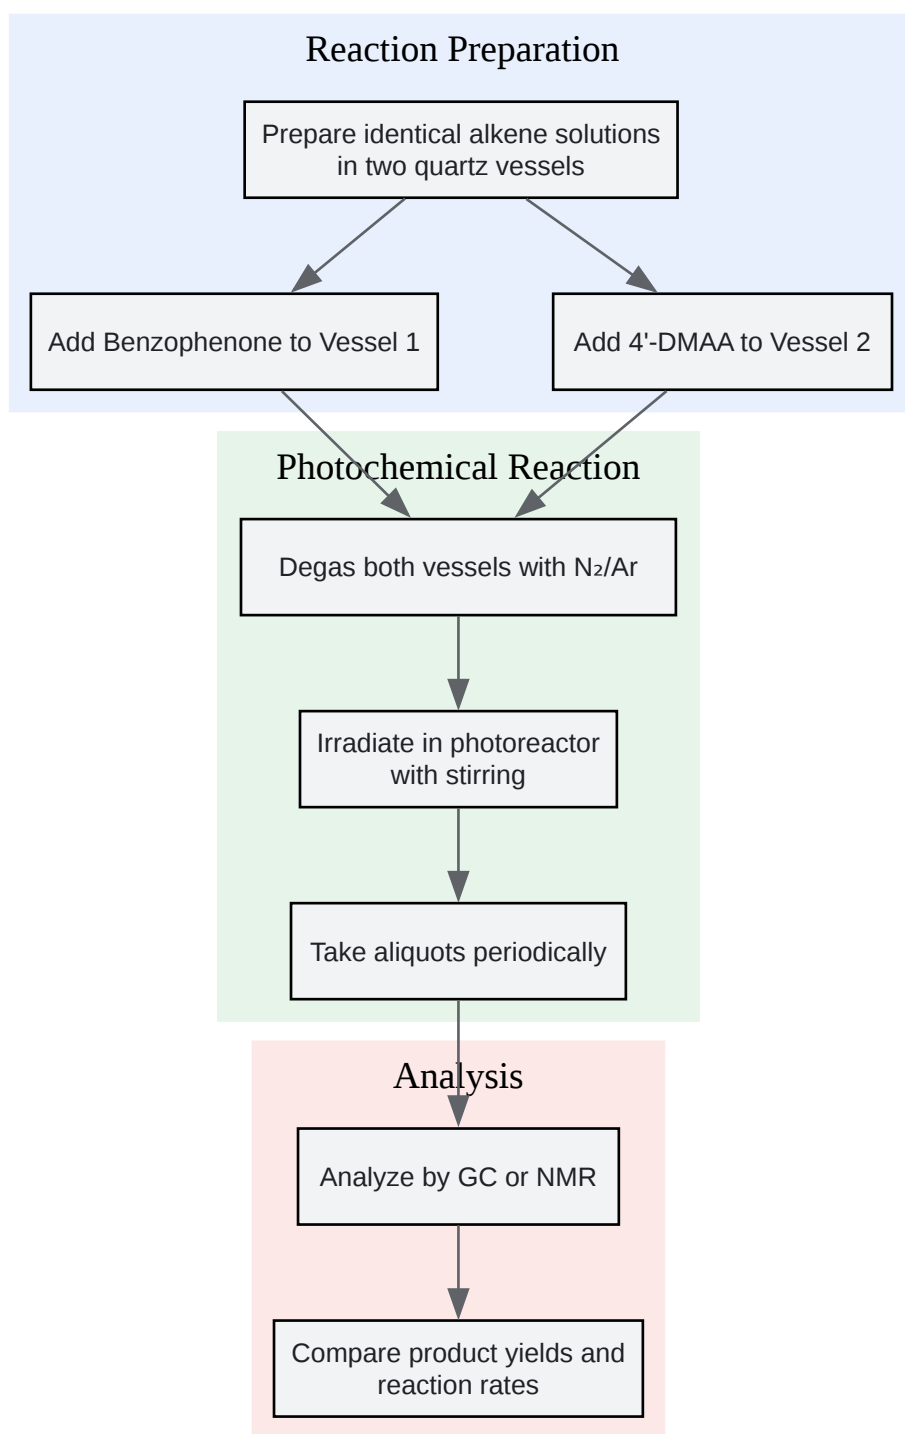 Reaction Preparation
Prepare identical alkene solutions
in two quartz vessels
Add Benzophenone to Vessel 1
Add 4'-DMAA to Vessel 2
Photochemical Reaction
Degas both vessels with N₂/Ar
Irradiate in photoreactor
with stirring
Take aliquots periodically
Analysis
Analyze by GC or NMR
Compare product yields and
reaction rates